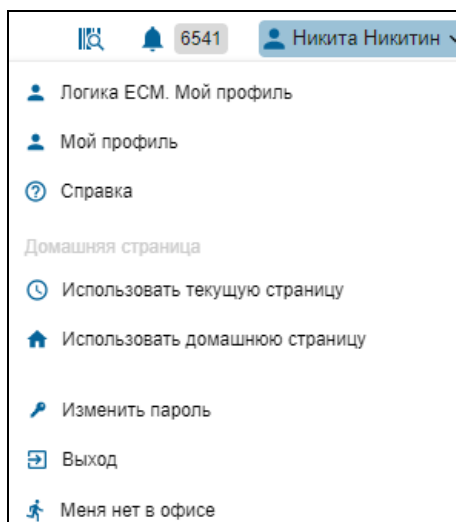 6541 Никита Никитин
Логика ECM. Мой профиль
Мой профиль
Справка
Домашняя страница
Использовать текущую страницу
Использовать домашнюю страницу
Изменить пароль
Выход
Меня нет в офисе